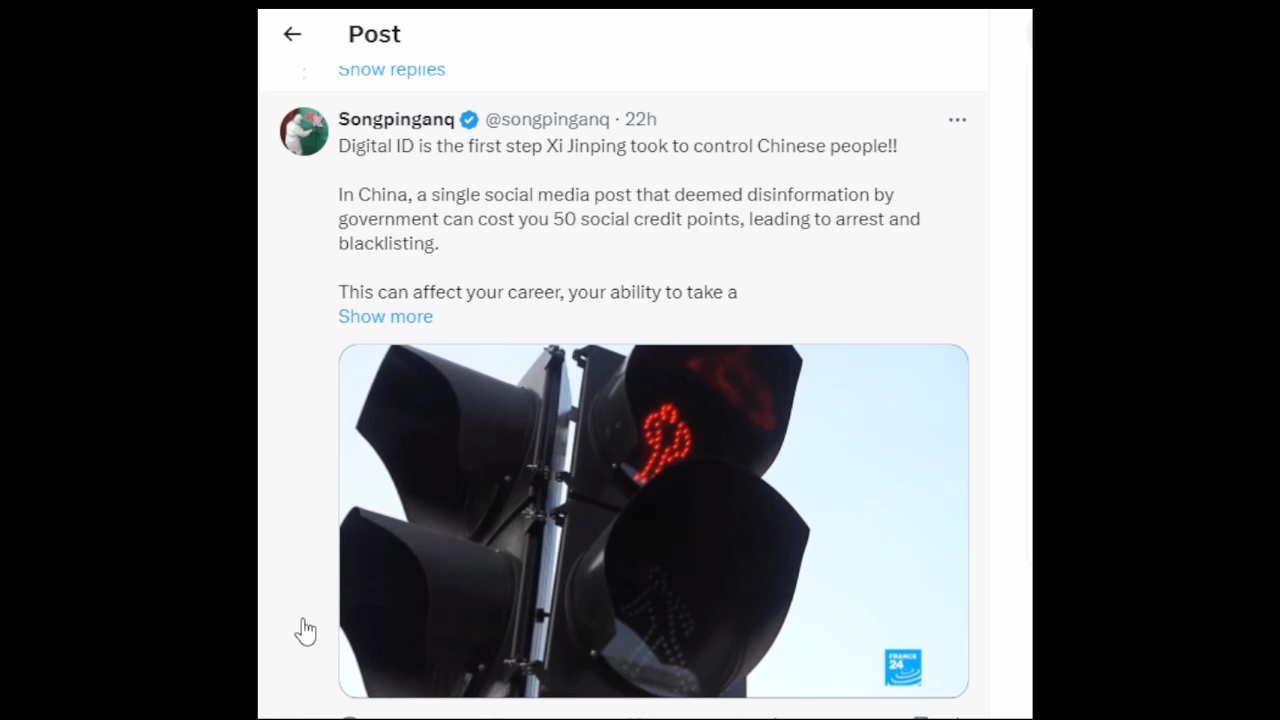 Post
Show replies
Songpinganq @songpinganq · 22h
Digital ID is the first step Xi Jinping took to control Chinese people!!
In China, a single social media post that deemed disinformation by
government can cost you 50 social credit points, leading to arrest and
blacklisting.
This can affect your career, your ability to take a
Show more
FRANCE
24